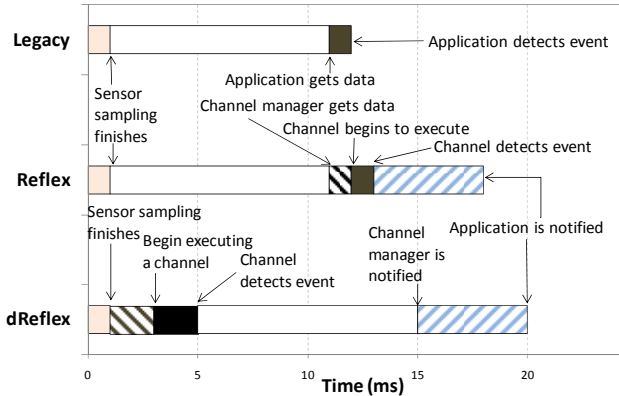 Legacy
Application detects event
Application gets data
Sensor
sampling
finishes
Channel manager gets data
Channel begins to execute
Channel detects event
Reflex
Sensor sampling
finishes
Begin executing
a channel
Channel
detects event
Channel
manager is
notified
Application is notified
dReflex
0
5
10
15
20
Time (ms)